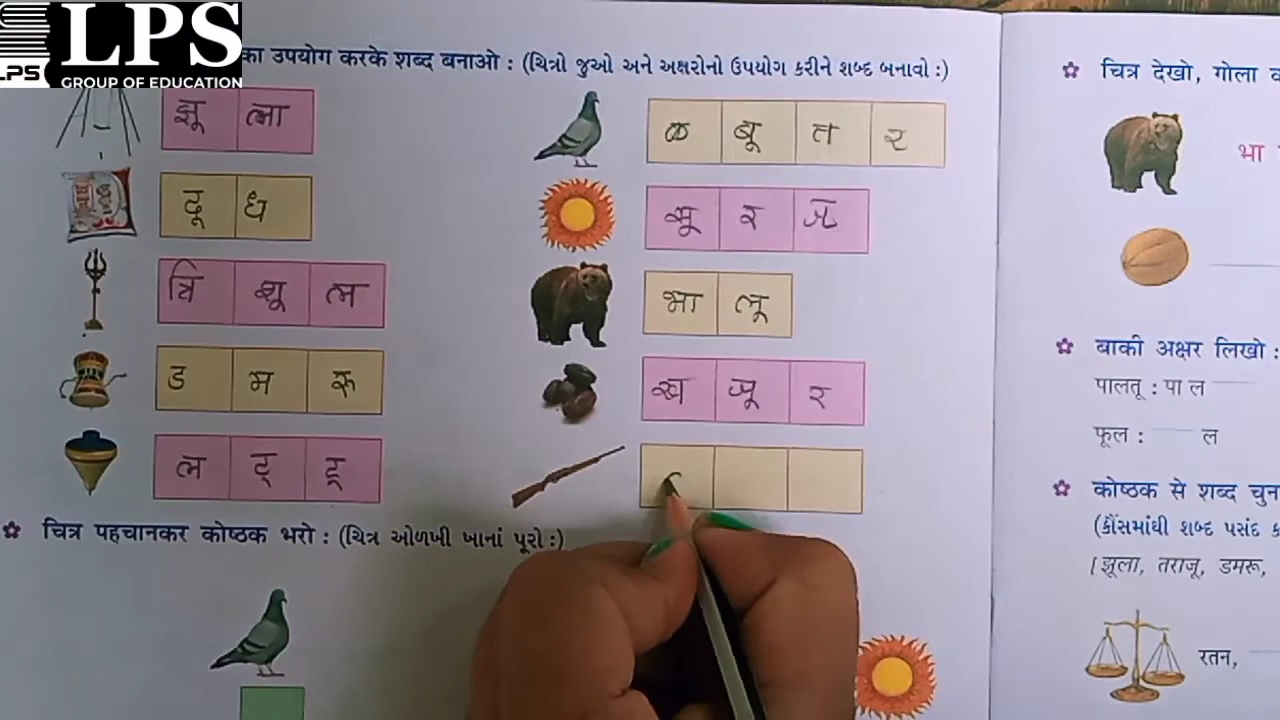 LPS
LPS
GROUP OF EDUCATION
का उपयोग करके शब्द बनाओ : (ચિત્રો જુઓ અને અક્ષરોનો ઉપયોગ કરીને શબ્દ બનાવો :)
झू ला
दू ध
त्रि शू ल
ड म रू
ल ट् टू
क बू त र
सू र ज
भा लू
ख जू र
चित्र पहचानकर कोष्ठक भरो : (ચિત્ર ઓળખી ખાનાં પૂરો :)
चित्र देखो, गोला
भा
बाकी अक्षर लिखो :
पालतू : पा ल
फूल : ल
कोष्ठक से शब्द
(કૌંસમાંથી શબ્દ પસંદ
[झूला, तराजू, डमरू,
रतन,